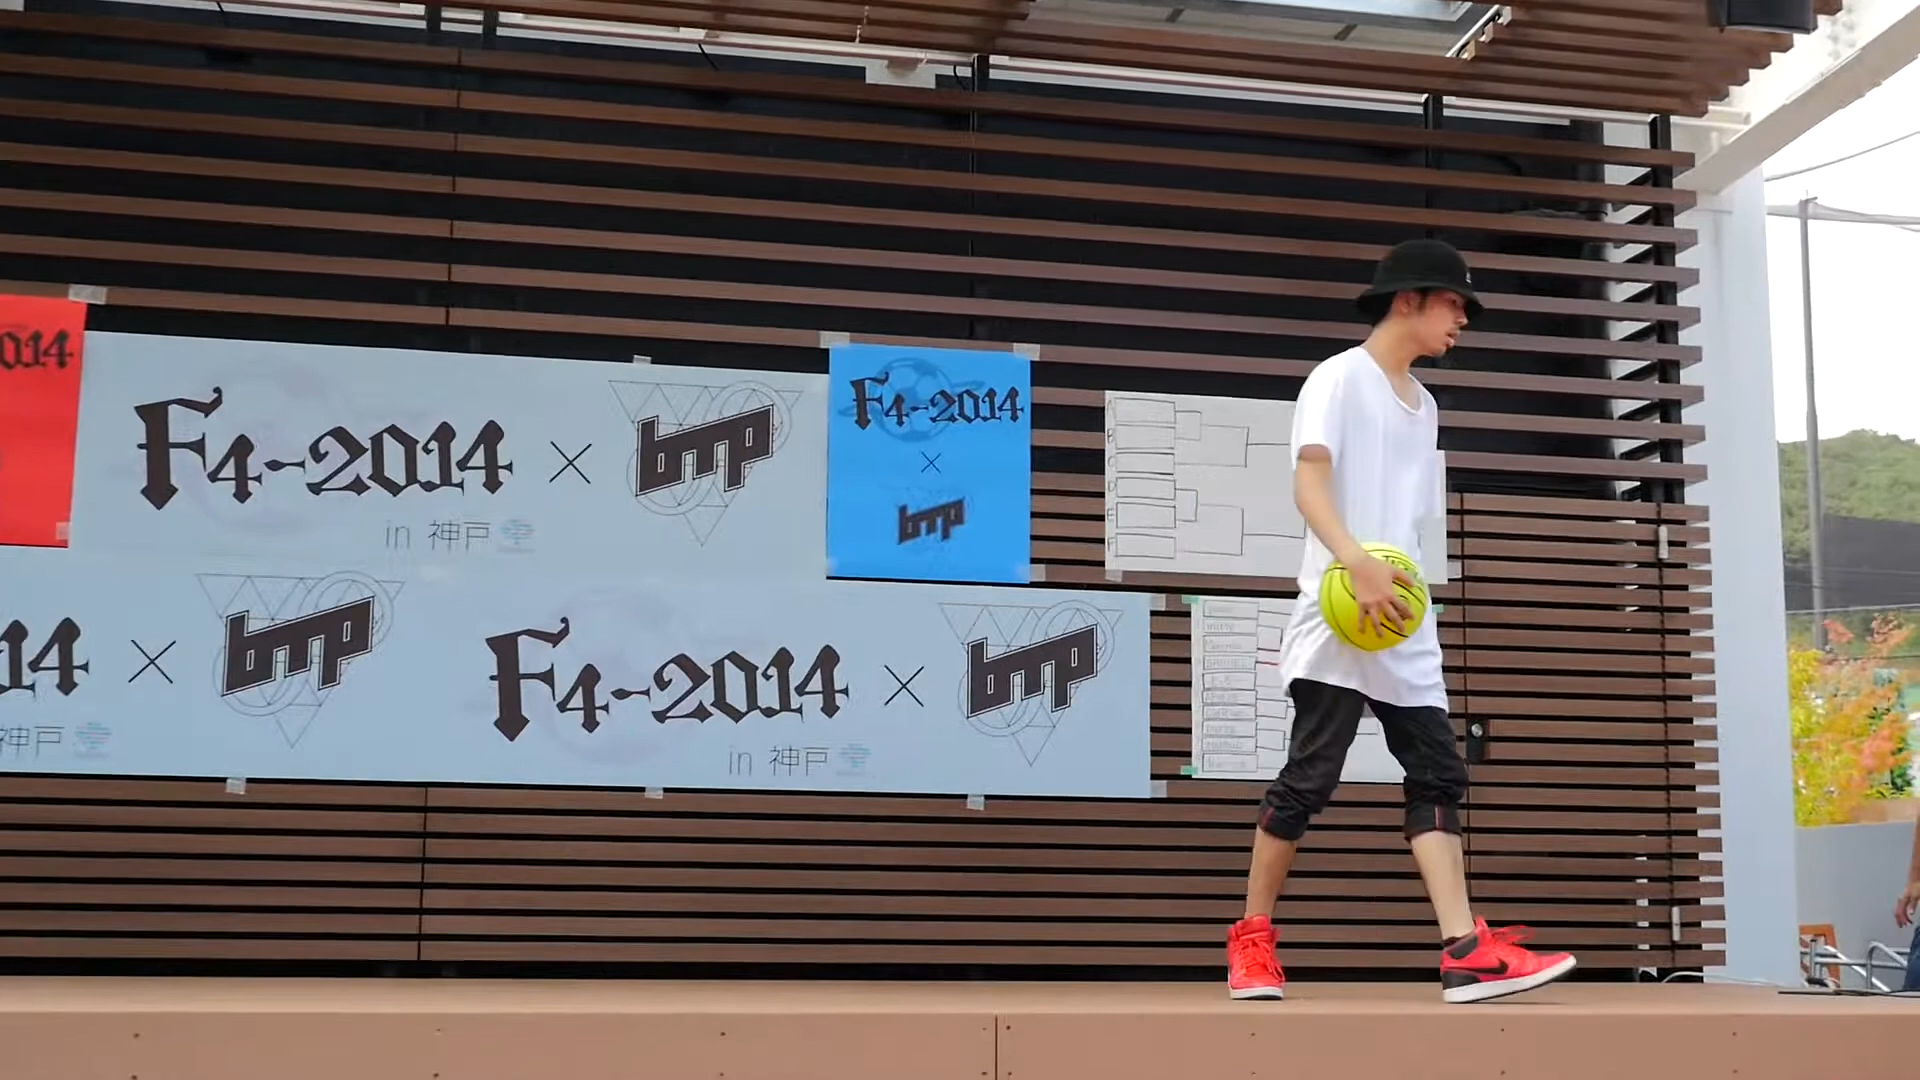 014
F4-2014 × bmp
in 神戸
F4-2014
×
bmp
14 × bmp
神戸
F4-2014 × bmp
in 神戸